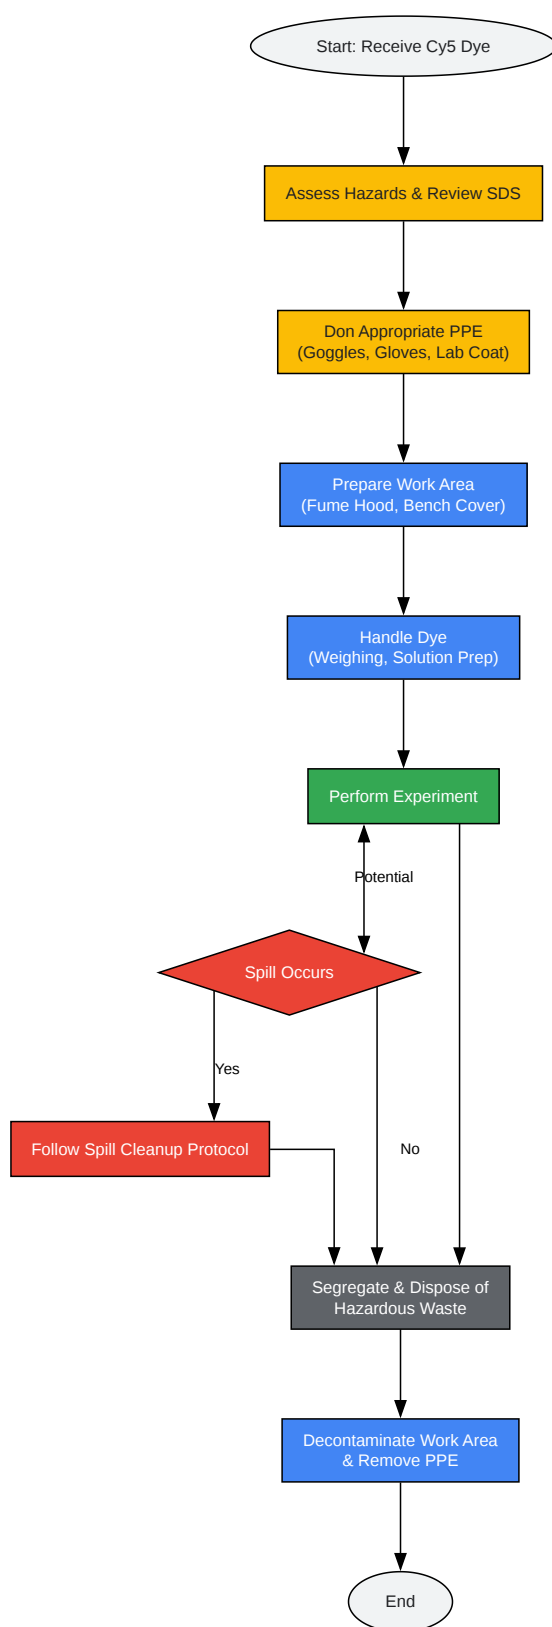 Start: Receive Cy5 Dye
Assess Hazards & Review SDS
Don Appropriate PPE
(Goggles, Gloves, Lab Coat)
Prepare Work Area
(Fume Hood, Bench Cover)
Handle Dye
(Weighing, Solution Prep)
Perform Experiment
Potential
Spill Occurs
Yes
Follow Spill Cleanup Protocol
No
Segregate & Dispose of
Hazardous Waste
Decontaminate Work Area
& Remove PPE
End